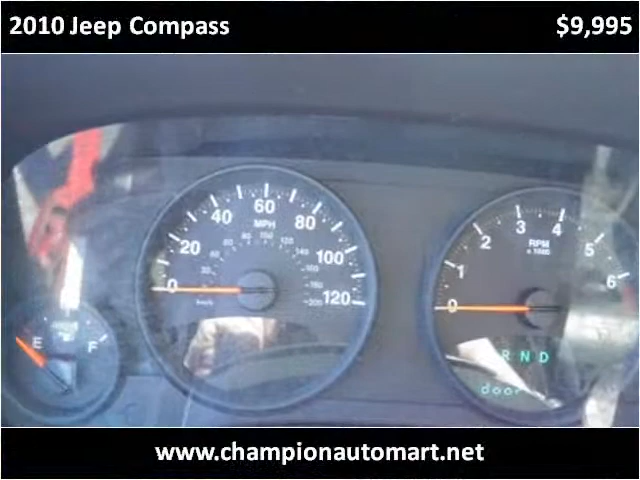 2010 Jeep Compass $9,995
0 20 40 60 80 100 120
MPH
km/h
0 1 2 3 4 5 6
RPM
x 1000
E F
R N D
door
www.championautomart.net